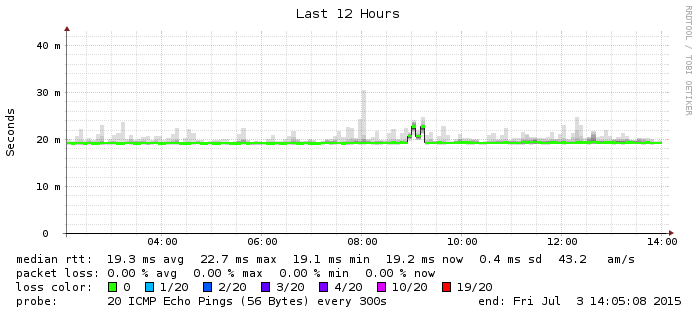 Last 12 Hours
RRDTOOL / TOBI OETIKER
Seconds
40 m
30 m
20 m
10 m
0
04:00 06:00 08:00 10:00 12:00 14:00
median rtt: 19.3 ms avg 22.7 ms max 19.1 ms min 19.2 ms now 0.4 ms sd 43.2 am/s
packet loss: 0.00 % avg 0.00 % max 0.00 % min 0.00 % now
loss color: 0 1/20 2/20 3/20 4/20 10/20 19/20
probe: 20 ICMP Echo Pings (56 Bytes) every 300s end: Fri Jul 3 14:05:08 2015